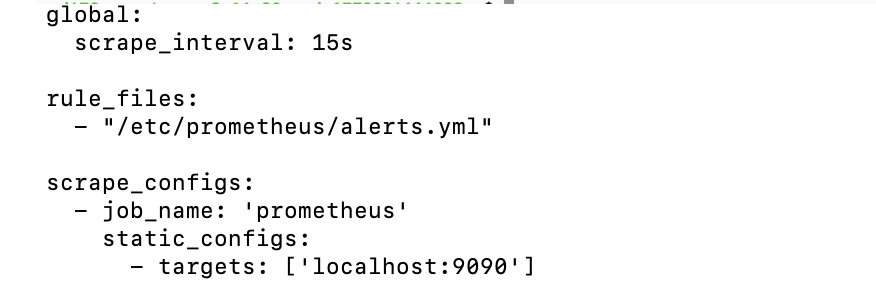 global:
  scrape_interval: 15s

rule_files:
  - "/etc/prometheus/alerts.yml"

scrape_configs:
  - job_name: 'prometheus'
    static_configs:
      - targets: ['localhost:9090']